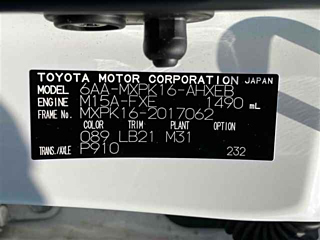 TOYOTA MOTOR CORPORATION JAPAN
MODEL 6AA-MXPK16-AHXEB
ENGINE M15A-FXE 1490 mL
FRAME No. MXPK16-2017062
COLOR TRIM PLANT OPTION
089 LB21 M31
TRANS./AXLE P910 232